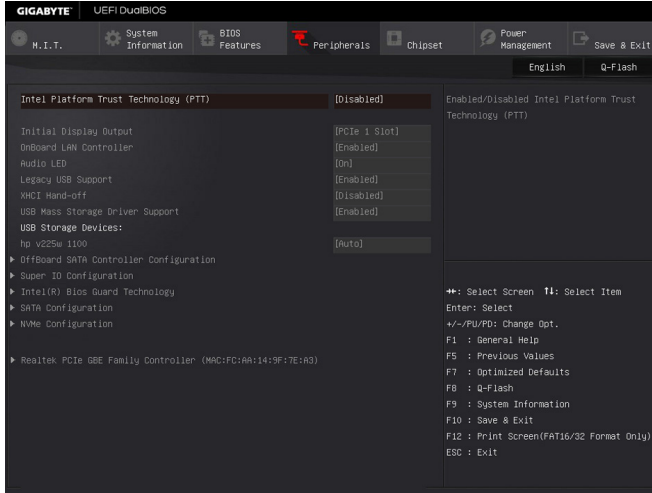 GIGABYTE™ UEFI DualBIOS
M.I.T.
System Information
BIOS Features
Peripherals
Chipset
Power Management
Save & Exit
English
Q-Flash
Intel Platform Trust Technology (PTT) [Disabled]
Initial Display Output [PCIe 1 Slot]
OnBoard LAN Controller [Enabled]
Audio LED [On]
Legacy USB Support [Enabled]
XHCI Hand-off [Disabled]
USB Mass Storage Driver Support [Enabled]
USB Storage Devices:
hp v225w 1100 [Auto]
OffBoard SATA Controller Configuration
Super IO Configuration
Intel(R) Bios Guard Technology
SATA Configuration
NVMe Configuration
Realtek PCIe GBE Family Controller (MAC:FC:AA:14:9F:7E:A3)
Enabled/Disabled Intel Platform Trust
Technology (PTT)
→←: Select Screen ↑↓: Select Item
Enter: Select
+/-/PU/PD: Change Opt.
F1 : General Help
F5 : Previous Values
F7 : Optimized Defaults
F8 : Q-Flash
F9 : System Information
F10 : Save & Exit
F12 : Print Screen(FAT16/32 Format Only)
ESC : Exit